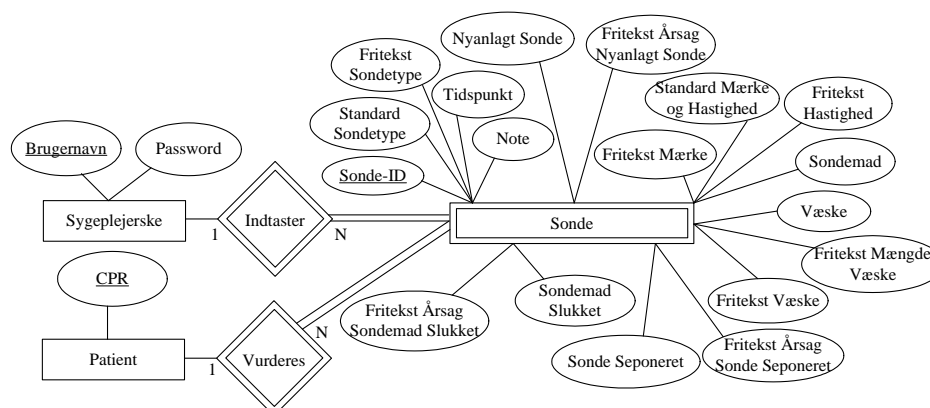 Nyanlagt Sonde
Fritekst Årsag
Nyanlagt Sonde
Fritekst
Sondetype
Standard Mærke
og Hastighed
Fritekst
Hastighed
Tidspunkt
Standard
Sondetype
Note
Brugernavn
Password
Fritekst Mærke
Sondemad
Sonde-ID
Sygeplejerske
1
Indtaster
N
Sonde
Væske
CPR
Fritekst Mængde
Væske
Sondemad
Slukket
Fritekst Væske
Fritekst Årsag
Sondemad Slukket
N
Patient
1
Vurderes
Sonde Seponeret
Fritekst Årsag
Sonde Seponeret